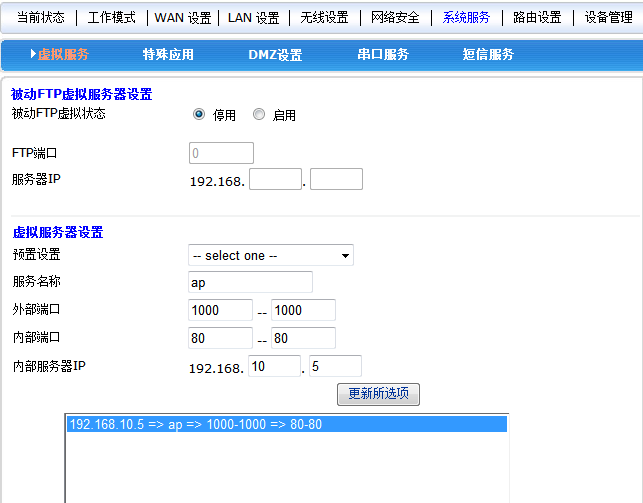 当前状态 工作模式 WAN 设置 LAN 设置 无线设置 网络安全 系统服务 路由设置 设备管理
虚拟服务 特殊应用 DMZ设置 串口服务 短信服务
被动FTP虚拟服务器设置
被动FTP虚拟状态 停用 启用
FTP端口 0
服务器IP 192.168. .
虚拟服务器设置
预置设置 -- select one --
服务名称 ap
外部端口 1000 -- 1000
内部端口 80 -- 80
内部服务器IP 192.168. 10 . 5
更新所选项
192.168.10.5 => ap => 1000-1000 => 80-80